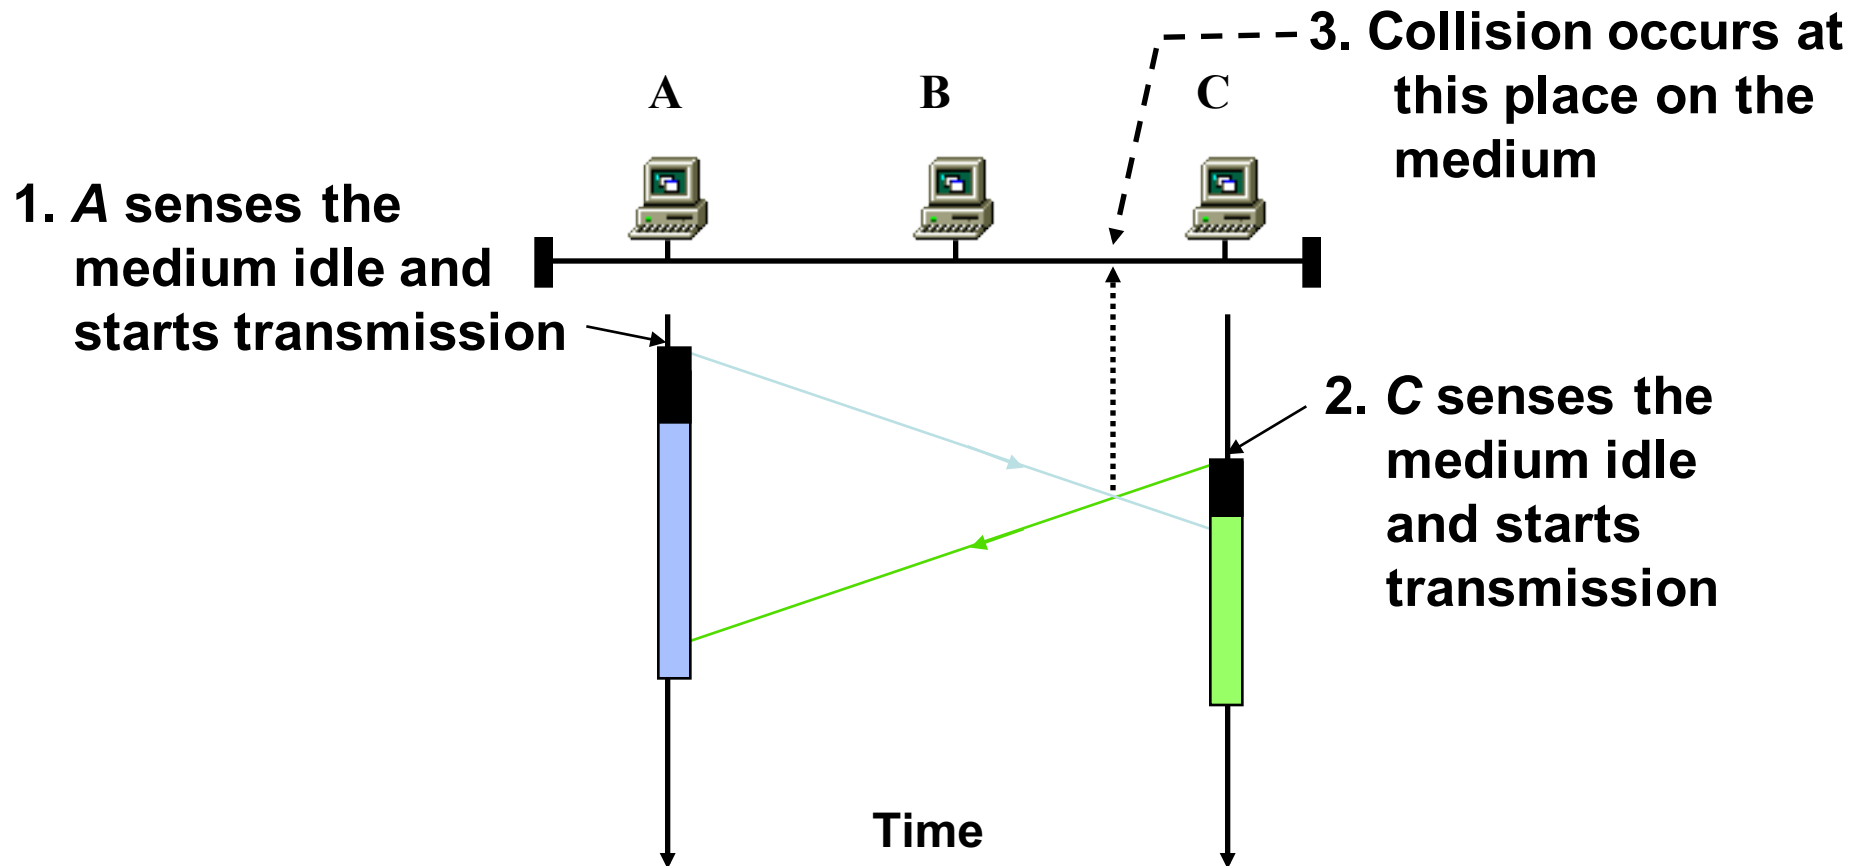 A
B
C
3. Collision occurs at
this place on the
medium
1. A senses the
medium idle and
starts transmission
2. C senses the
medium idle
and starts
transmission
Time